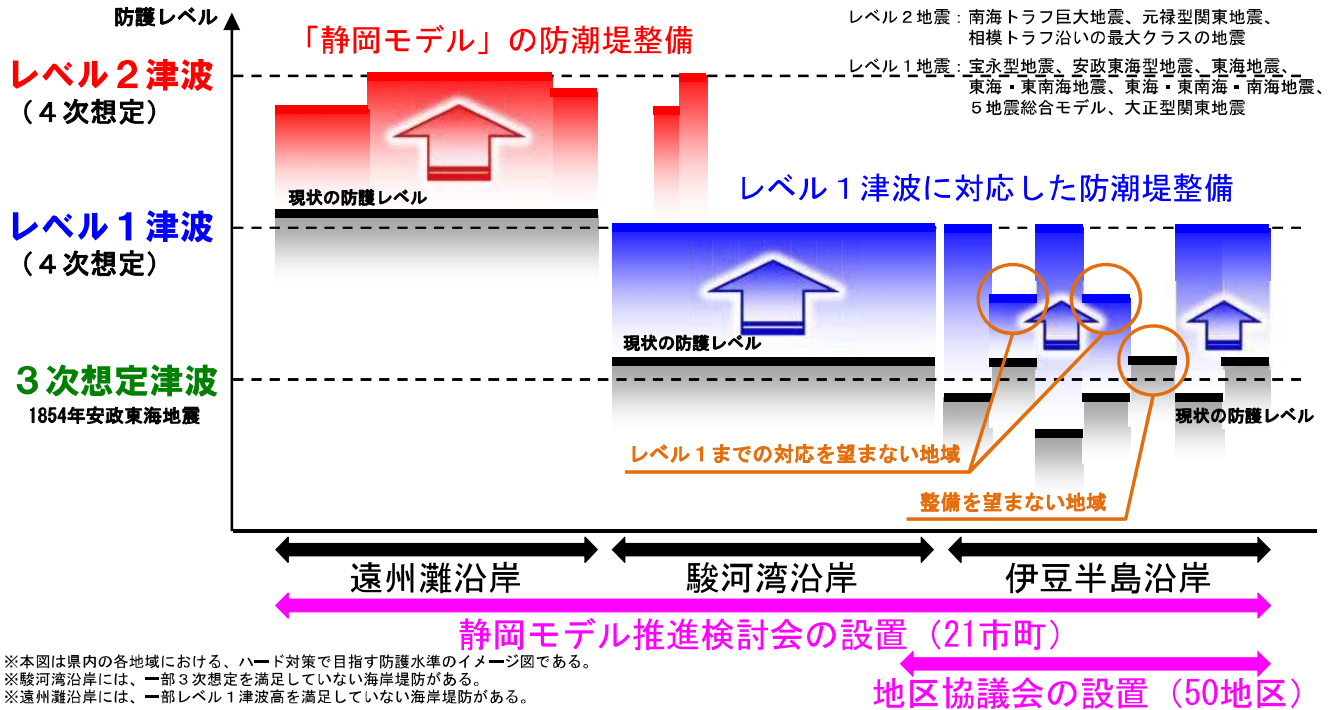 防護レベル
「静岡モデル」の防潮堤整備
レベル２地震：南海トラフ巨大地震、元禄型関東地震、
相模トラフ沿いの最大クラスの地震
レベル１地震：宝永型地震、安政東海型地震、東海地震、
東海・東南海地震、東海・東南海・南海地震、
５地震総合モデル、大正型関東地震
レベル２津波
（４次想定）
現状の防護レベル
レベル１津波に対応した防潮堤整備
レベル１津波
（４次想定）
現状の防護レベル
３次想定津波
1854年安政東海地震
現状の防護レベル
レベル１までの対応を望まない地域
整備を望まない地域
遠州灘沿岸
駿河湾沿岸
伊豆半島沿岸
静岡モデル推進検討会の設置（21市町）
地区協議会の設置（50地区）
※本図は県内の各地域における、ハード対策で目指す防護水準のイメージ図である。
※駿河湾沿岸には、一部３次想定を満足していない海岸堤防がある。
※遠州灘沿岸には、一部レベル１津波高を満足していない海岸堤防がある。